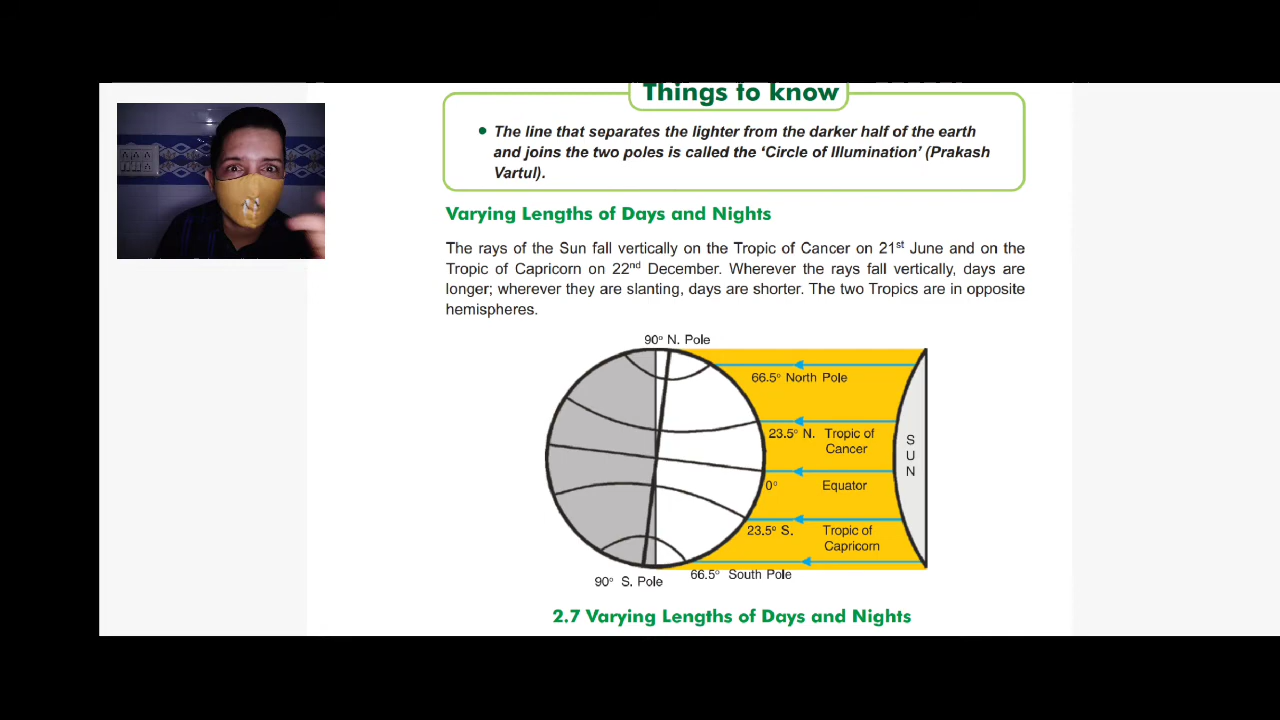 Things to know
• The line that separates the lighter from the darker half of the earth
and joins the two poles is called the ‘Circle of Illumination’ (Prakash
Vartul).
Varying Lengths of Days and Nights
The rays of the Sun fall vertically on the Tropic of Cancer on 21st June and on the
Tropic of Capricorn on 22nd December. Wherever the rays fall vertically, days are
longer; wherever they are slanting, days are shorter. The two Tropics are in opposite
hemispheres.
90° N. Pole
66.5° North Pole
23.5° N. Tropic of
Cancer
SUN
0° Equator
23.5° S. Tropic of
Capricorn
66.5° South Pole
90° S. Pole
2.7 Varying Lengths of Days and Nights